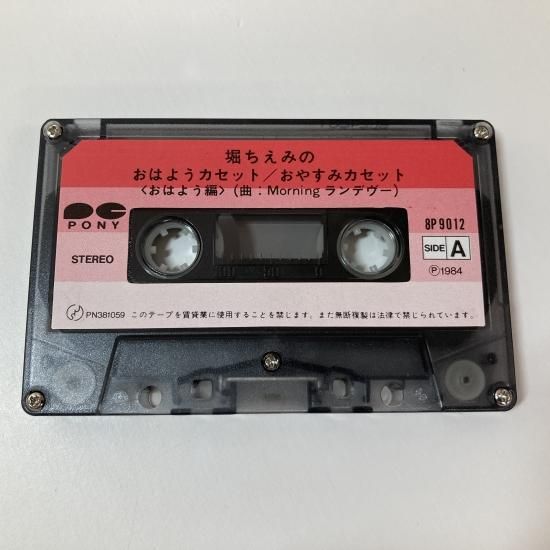 堀ちえみの
おはようカセット／おやすみカセット
<おはよう編>（曲：Morning ランデヴー）
PC
PONY
8P9012
STEREO
SIDE A
Ⓟ1984
PN381059 このテープを賃貸業に使用することを禁じます。また無断複製は法律で禁じられています。